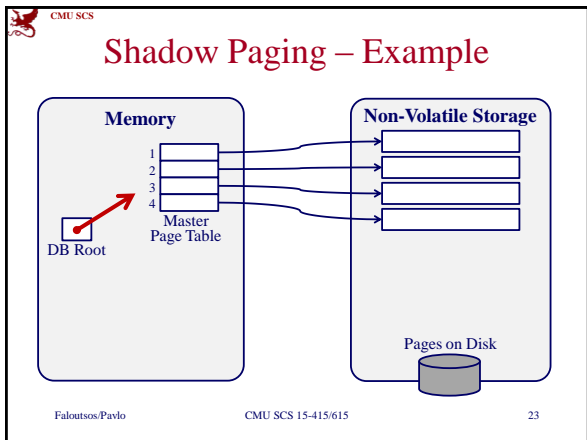 CMU SCS
Shadow Paging – Example
Memory
1
2
3
4
Master
Page Table
DB Root
Non-Volatile Storage
Pages on Disk
Faloutsos/Pavlo
CMU SCS 15-415/615
23